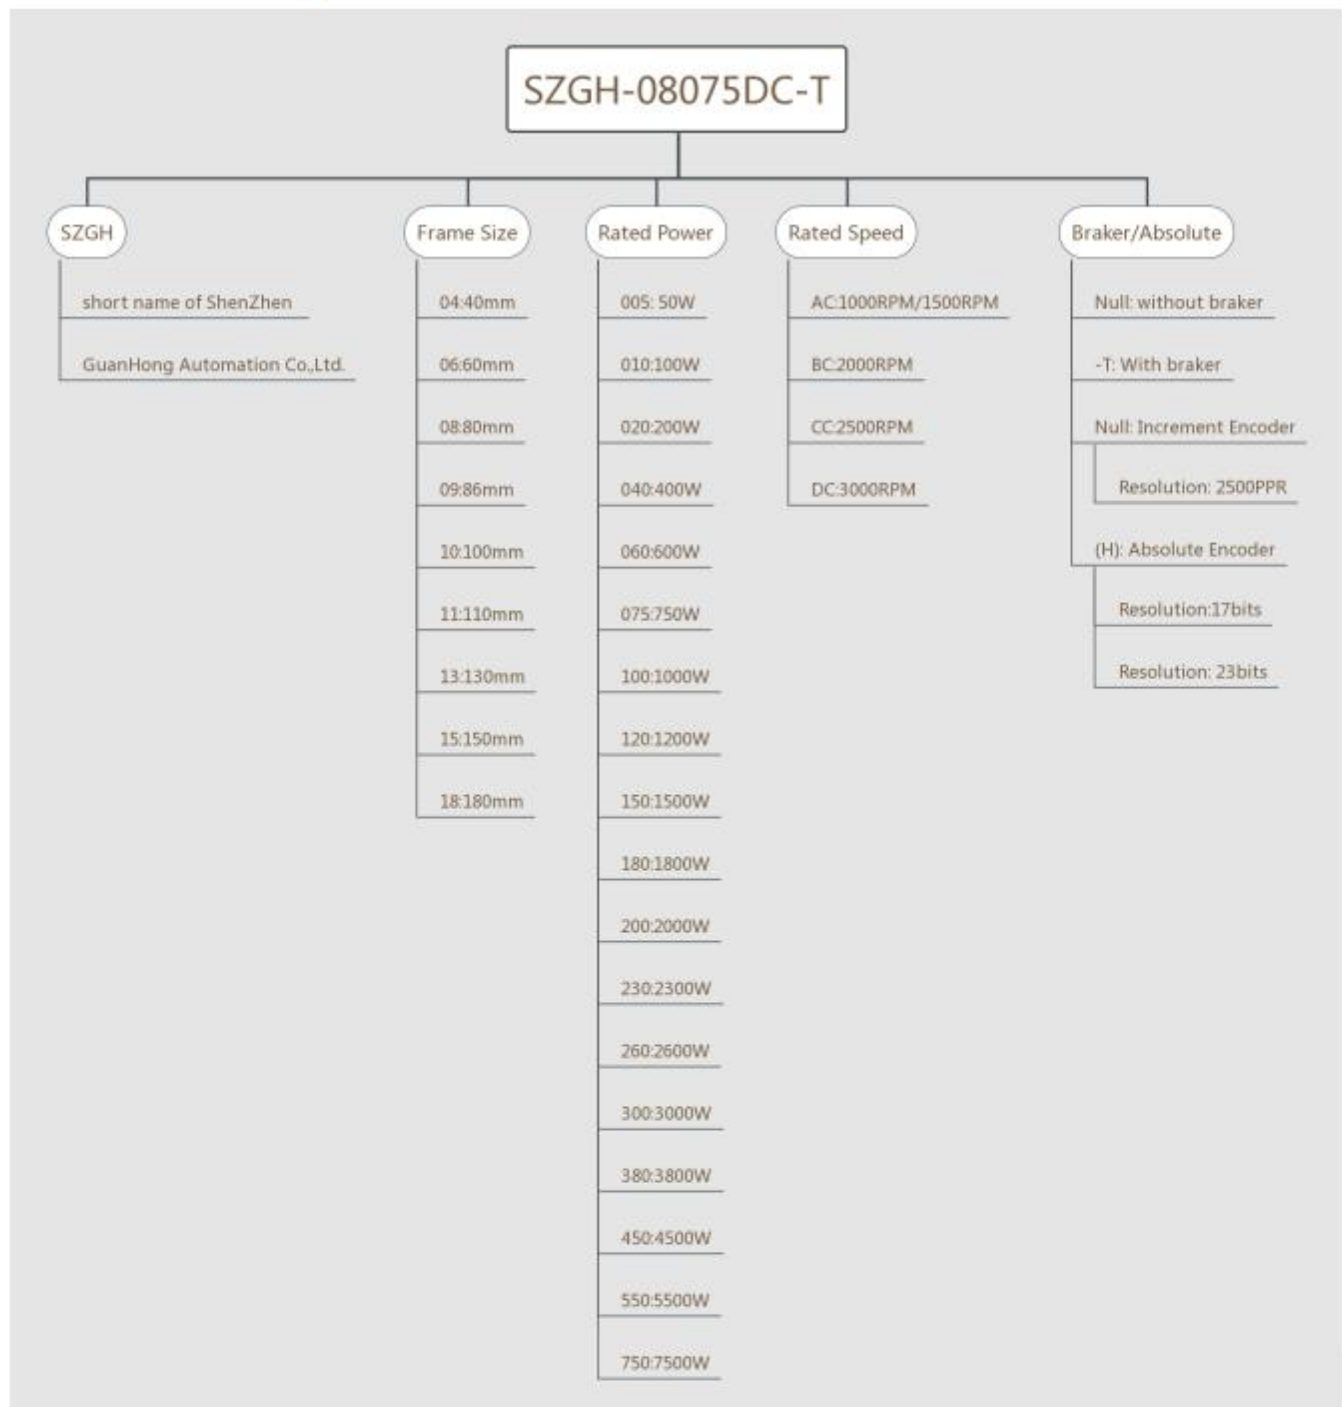 SZGH-08075DC-T
SZGH
short name of ShenZhen
GuanHong Automation Co.,Ltd.
Frame Size
04:40mm
06:60mm
08:80mm
09:86mm
10:100mm
11:110mm
13:130mm
15:150mm
18:180mm
Rated Power
005: 50W
010:100W
020:200W
040:400W
060:600W
075:750W
100:1000W
120:1200W
150:1500W
180:1800W
200:2000W
230:2300W
260:2600W
300:3000W
380:3800W
450:4500W
550:5500W
750:7500W
Rated Speed
AC:1000RPM/1500RPM
BC:2000RPM
CC:2500RPM
DC:3000RPM
Braker/Absolute
Null: without braker
-T: With braker
Null: Increment Encoder
Resolution: 2500PPR
(H): Absolute Encoder
Resolution:17bits
Resolution: 23bits